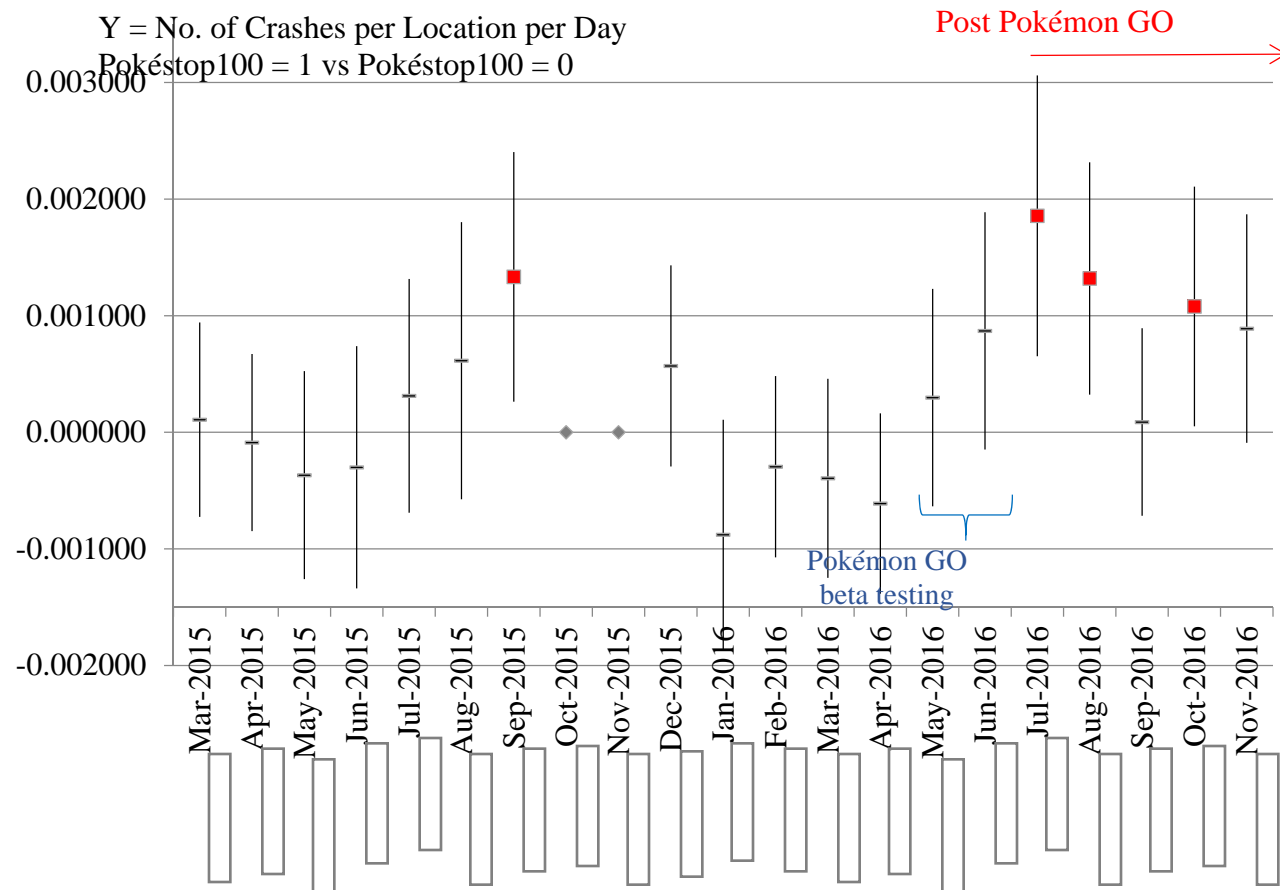 Y = No. of Crashes per Location per Day
Pokéstop100 = 1 vs Pokéstop100 = 0
Post Pokémon GO
0.003000
0.002000
0.001000
0.000000
-0.001000
-0.002000
Pokémon GO
beta testing
Mar-2015
Apr-2015
May-2015
Jun-2015
Jul-2015
Aug-2015
Sep-2015
Oct-2015
Nov-2015
Dec-2015
Jan-2016
Feb-2016
Mar-2016
Apr-2016
May-2016
Jun-2016
Jul-2016
Aug-2016
Sep-2016
Oct-2016
Nov-2016